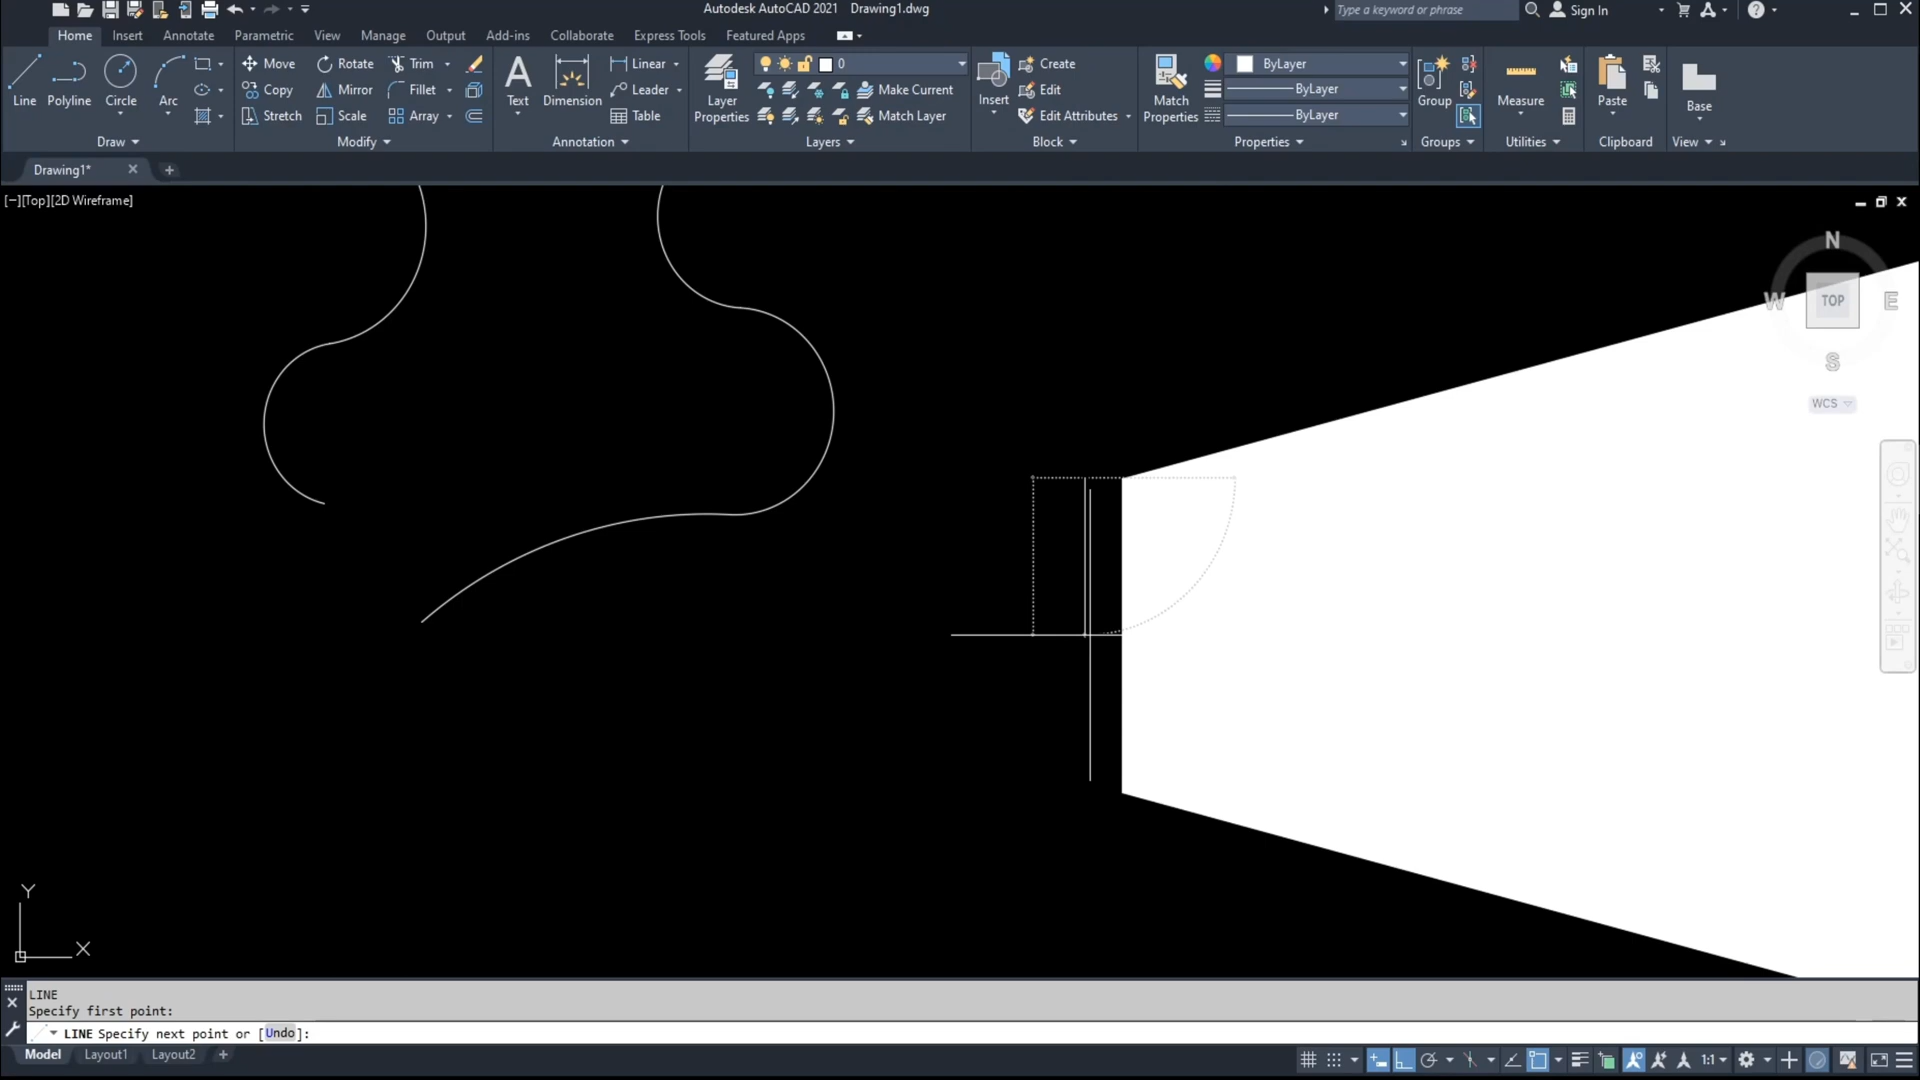 Autodesk AutoCAD 2021 Drawing1.dwg
Type a keyword or phrase
Sign In
Home Insert Annotate Parametric View Manage Output Add-ins Collaborate Express Tools Featured Apps
Line
Polyline
Circle
Arc
Draw
Move
Rotate
Trim
Copy
Mirror
Fillet
Stretch
Scale
Array
Modify
Text
Dimension
Linear
Leader
Table
Annotation
Layer
Properties
0
Make Current
Match Layer
Layers
Insert
Create
Edit
Edit Attributes
Block
Match
Properties
ByLayer
ByLayer
ByLayer
Properties
Group
Groups
Measure
Utilities
Paste
Clipboard
Base
View
Drawing1*
[−][Top][2D Wireframe]
N
W
TOP
E
S
WCS
Y
X
LINE
Specify first point:
LINE Specify next point or [Undo]:
Model Layout1 Layout2
1:1